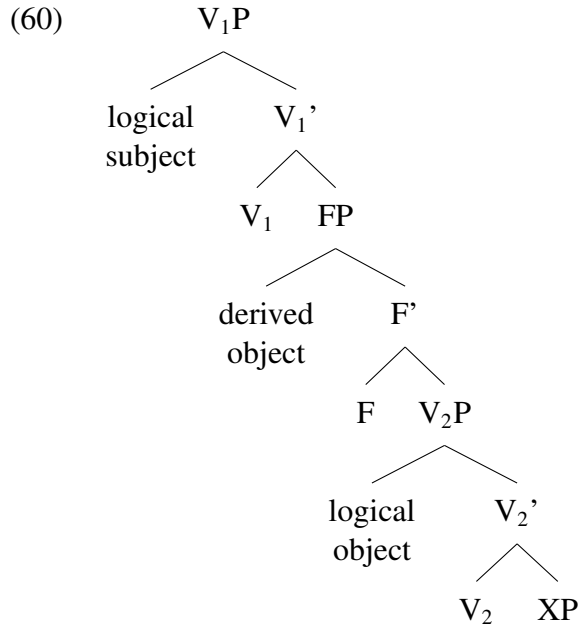 (60) V₁P
logical
subject
V₁’
V₁ FP
derived
object
F’
F V₂P
logical
object
V₂’
V₂ XP